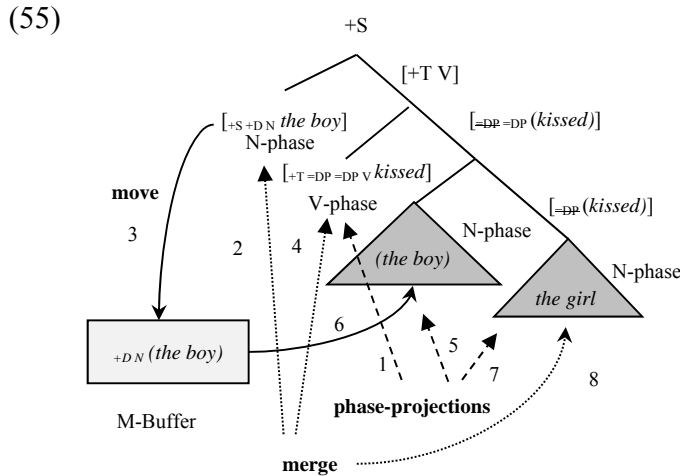 (55)
+S
[+T V]
[+S +D N the boy]
N-phase
[=DP =DP (kissed)]
move
[+T =DP =DP V kissed]
V-phase
[=DP (kissed)]
3
2
4
N-phase
(the boy)
N-phase
the girl
+D N (the boy)
6
5
1
7
8
phase-projections
M-Buffer
merge